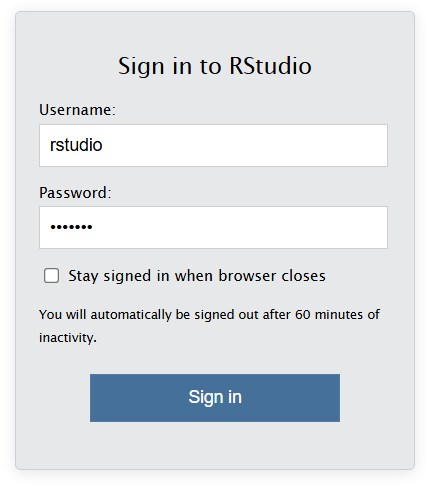 Sign in to RStudio
Username:
rstudio
Password:
•••••••
Stay signed in when browser closes
You will automatically be signed out after 60 minutes of
inactivity.
Sign in